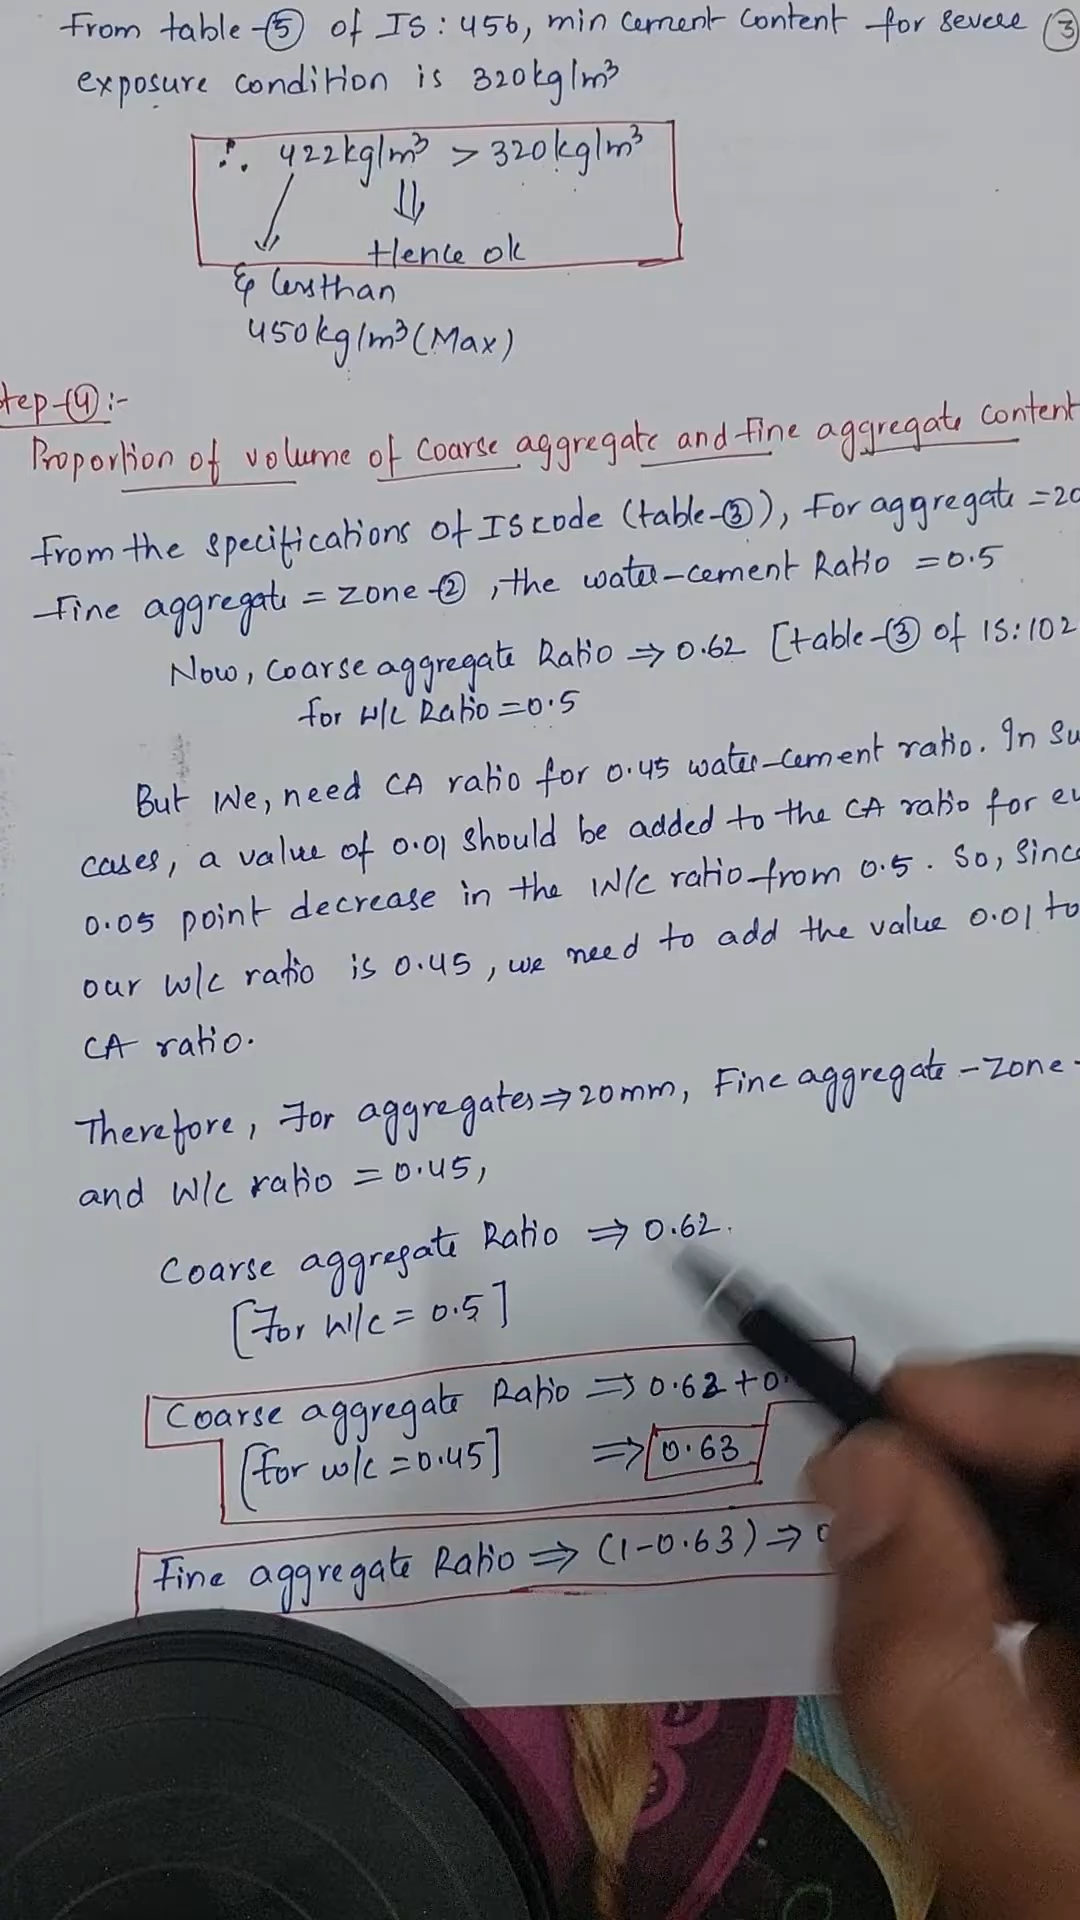 From table-⑤ of IS: 456, min cement content for severe ③
exposure condition is 320kg/m³
∴ 422kg/m³ > 320kg/m³
⇓
Hence ok
& lessthan
450kg/m³ (Max)
tep-④:-
Proportion of volume of coarse aggregate and fine aggregate content
From the specifications of IS code (table-③), For aggregate = 20
Fine aggregate = zone-②, the water-cement Ratio = 0.5
Now, Coarse aggregate Ratio ⇒ 0.62 [table-③ of IS:102
for W/C Ratio = 0.5
But We, need CA ratio for 0.45 water-cement ratio. In su
cases, a value of 0.01 should be added to the CA ratio for ev
0.05 point decrease in the W/C ratio from 0.5. So, Since
our w/c ratio is 0.45, we need to add the value 0.01 to
CA ratio.
Therefore, For aggregates ⇒ 20mm, Fine aggregate - Zone-
and W/c ratio = 0.45,
Coarse aggregate Ratio ⇒ 0.62.
[For W/c = 0.5]
Coarse aggregate Ratio ⇒ 0.62 + 0.
[for w/c = 0.45] ⇒ 0.63
Fine aggregate Ratio ⇒ (1-0.63) ⇒ 0